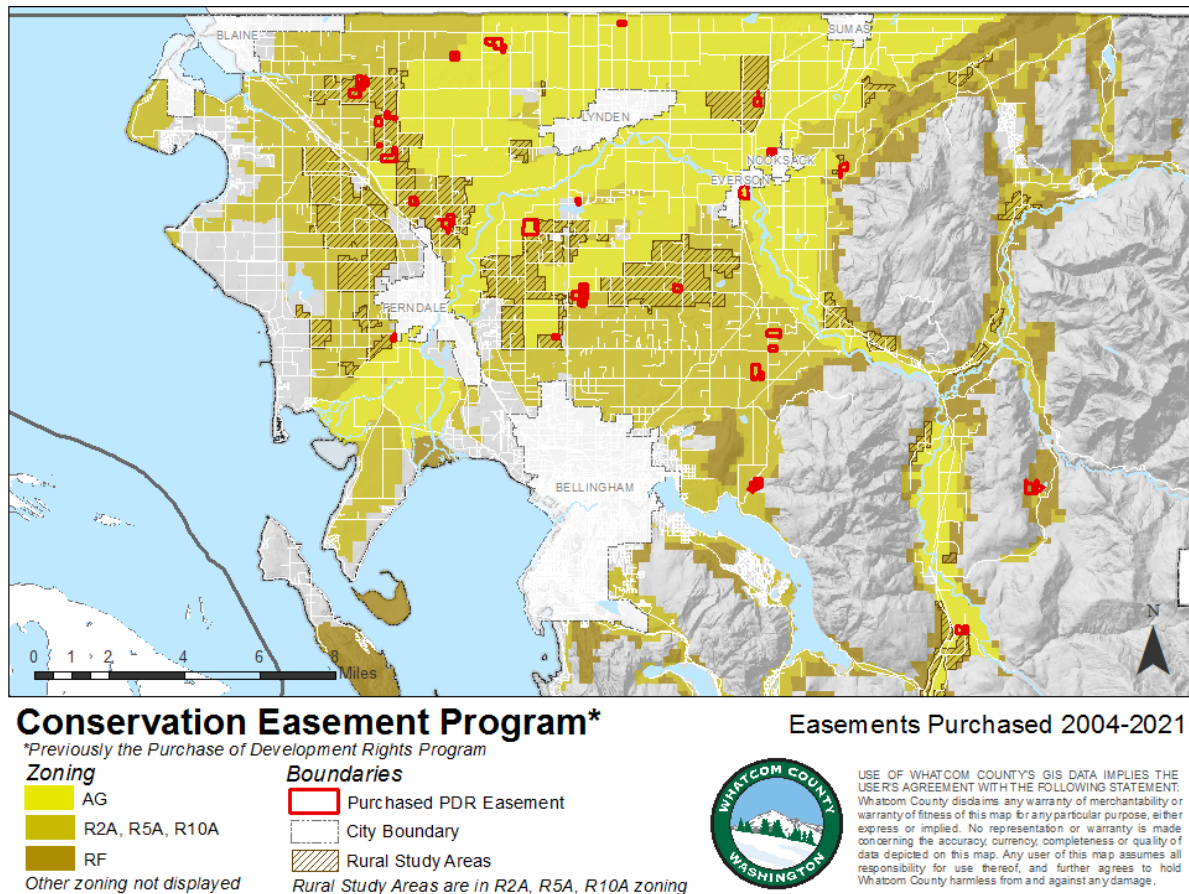 BLAINE
SUMAS
LYNDEN
NOOKSACK
EVERSON
FERNDALE
BELLINGHAM
N
0 1 2 4 6 8
Miles
Conservation Easement Program*
*Previously the Purchase of Development Rights Program
Easements Purchased 2004-2021
Zoning
AG
R2A, R5A, R10A
RF
Other zoning not displayed
Boundaries
Purchased PDR Easement
City Boundary
Rural Study Areas
Rural Study Areas are in R2A, R5A, R10A zoning
WHATCOM COUNTY
WASHINGTON
USE OF WHATCOM COUNTY'S GIS DATA IMPLIES THE
USER'S AGREEMENT WITH THE FOLLOWING STATEMENT:
Whatcom County disclaims any warranty of merchantability or
warranty of fitness of this map for any particular purpose, either
express or implied. No representation or warranty is made
concerning the accuracy, currency, completeness or quality of
data depicted on this map. Any user of this map assumes all
responsibility for use thereof, and further agrees to hold
Whatcom County harmless from and against any damage,